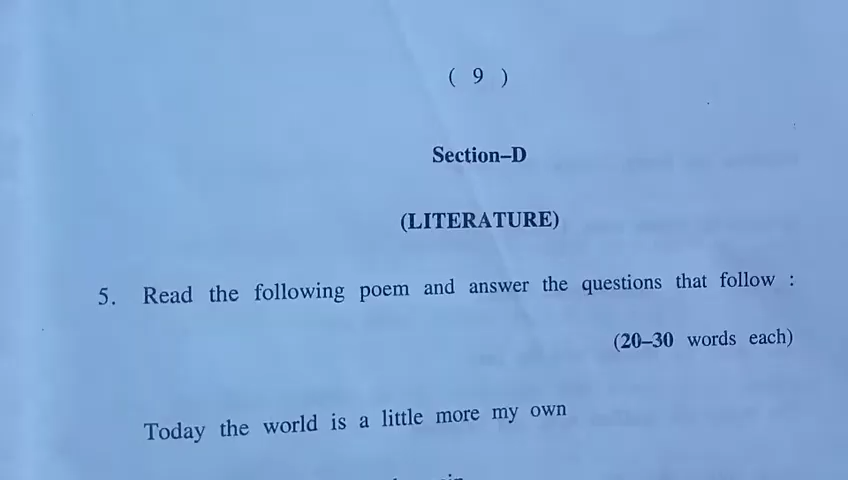 ( 9 )
Section–D
(LITERATURE)
5. Read the following poem and answer the questions that follow :
(20–30 words each)
Today the world is a little more my own